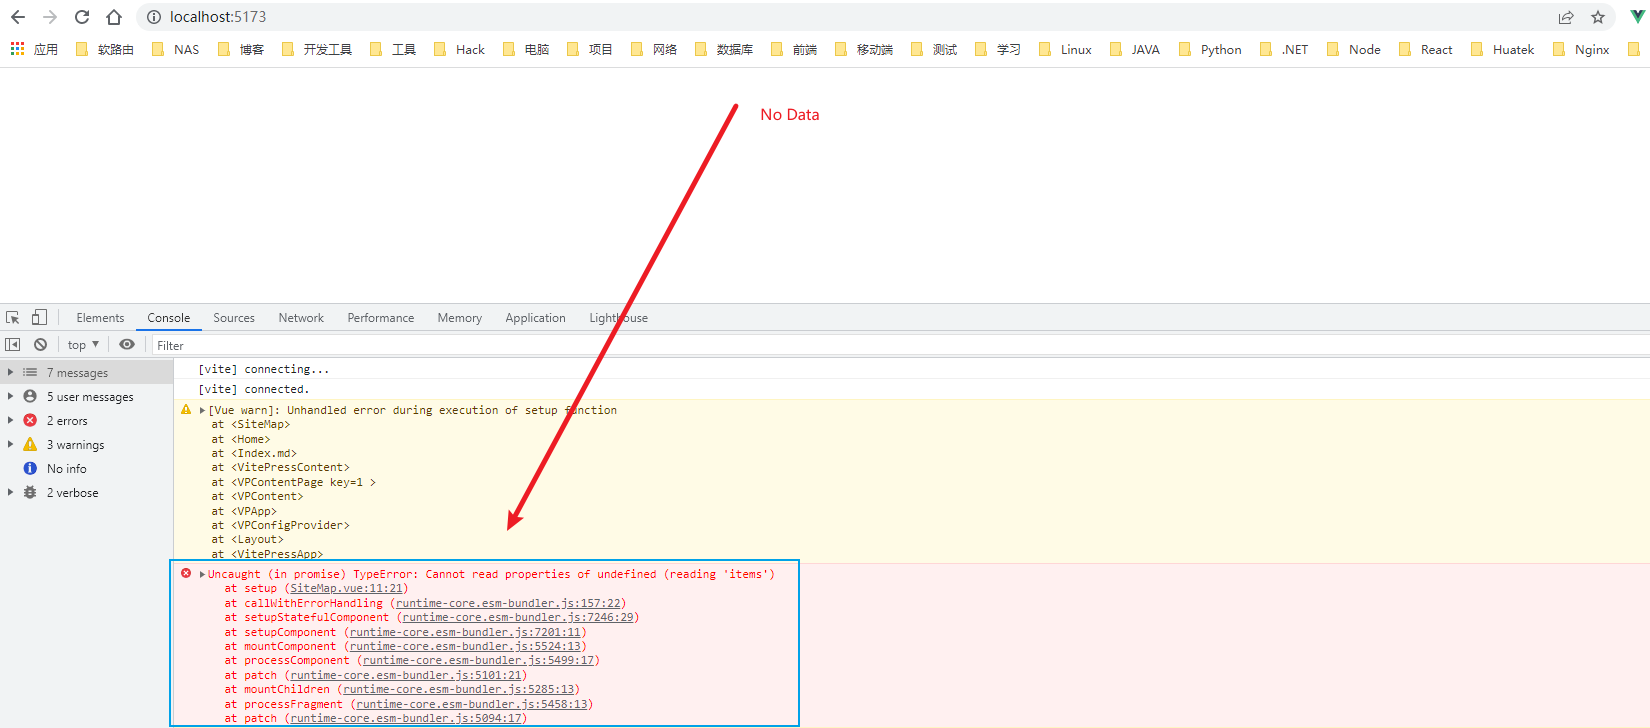 localhost:5173
应用 软路由 NAS 博客 开发工具 工具 Hack 电脑 项目 网络 数据库 前端 移动端 测试 学习 Linux JAVA Python .NET Node React Huatek Nginx
No Data
Elements Console Sources Network Performance Memory Application Lighthouse
top ▼ Filter
7 messages
5 user messages
2 errors
3 warnings
No info
2 verbose
[vite] connecting...
[vite] connected.
[Vue warn]: Unhandled error during execution of setup function
at <SiteMap>
at <Home>
at <Index.md>
at <VitePressContent>
at <VPContentPage key=1 >
at <VPContent>
at <VPApp>
at <VPConfigProvider>
at <Layout>
at <VitePressApp>
Uncaught (in promise) TypeError: Cannot read properties of undefined (reading 'items')
at setup (SiteMap.vue:11:21)
at callWithErrorHandling (runtime-core.esm-bundler.js:157:22)
at setupStatefulComponent (runtime-core.esm-bundler.js:7246:29)
at setupComponent (runtime-core.esm-bundler.js:7201:11)
at mountComponent (runtime-core.esm-bundler.js:5524:13)
at processComponent (runtime-core.esm-bundler.js:5499:17)
at patch (runtime-core.esm-bundler.js:5101:21)
at mountChildren (runtime-core.esm-bundler.js:5285:13)
at processFragment (runtime-core.esm-bundler.js:5458:13)
at patch (runtime-core.esm-bundler.js:5094:17)